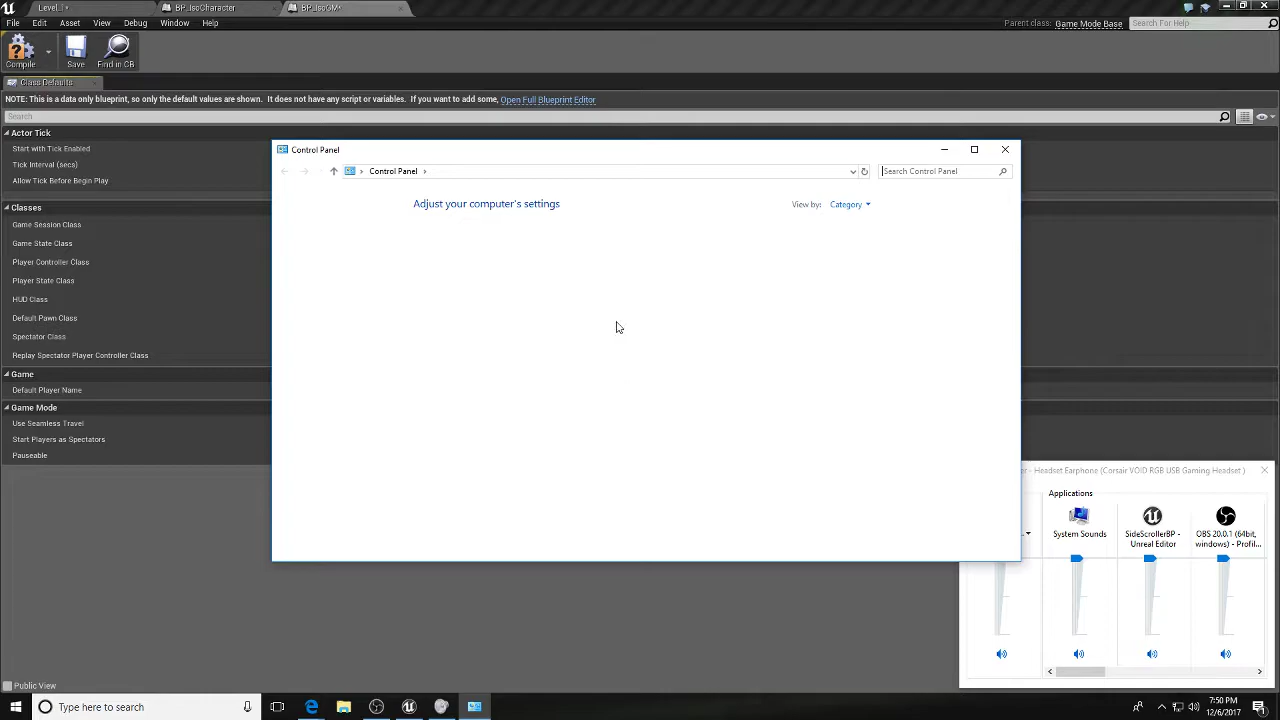 Level_1
BP_IsoCharacter
BP_IsoGM*
File Edit Asset View Debug Window Help
Parent class: Game Mode Base
Search For Help
Compile Save Find in CB
Class Defaults
NOTE: This is a data only blueprint, so only the default values are shown. It does not have any script or variables. If you want to add some, Open Full Blueprint Editor
Search
Actor Tick
Start with Tick Enabled
Tick Interval (secs)
Allow Tick Before Begin Play
Classes
Game Session Class
Game State Class
Player Controller Class
Player State Class
HUD Class
Default Pawn Class
Spectator Class
Replay Spectator Player Controller Class
Game
Default Player Name
Game Mode
Use Seamless Travel
Start Players as Spectators
Pauseable
Control Panel
Control Panel
Search Control Panel
Adjust your computer's settings
View by: Category
- Headset Earphone (Corsair VOID RGB USB Gaming Headset )
Applications
System Sounds
SideScrollerBP - Unreal Editor
OBS 20.0.1 (64bit, windows) - Profil...
Public View
Type here to search
7:50 PM
12/6/2017